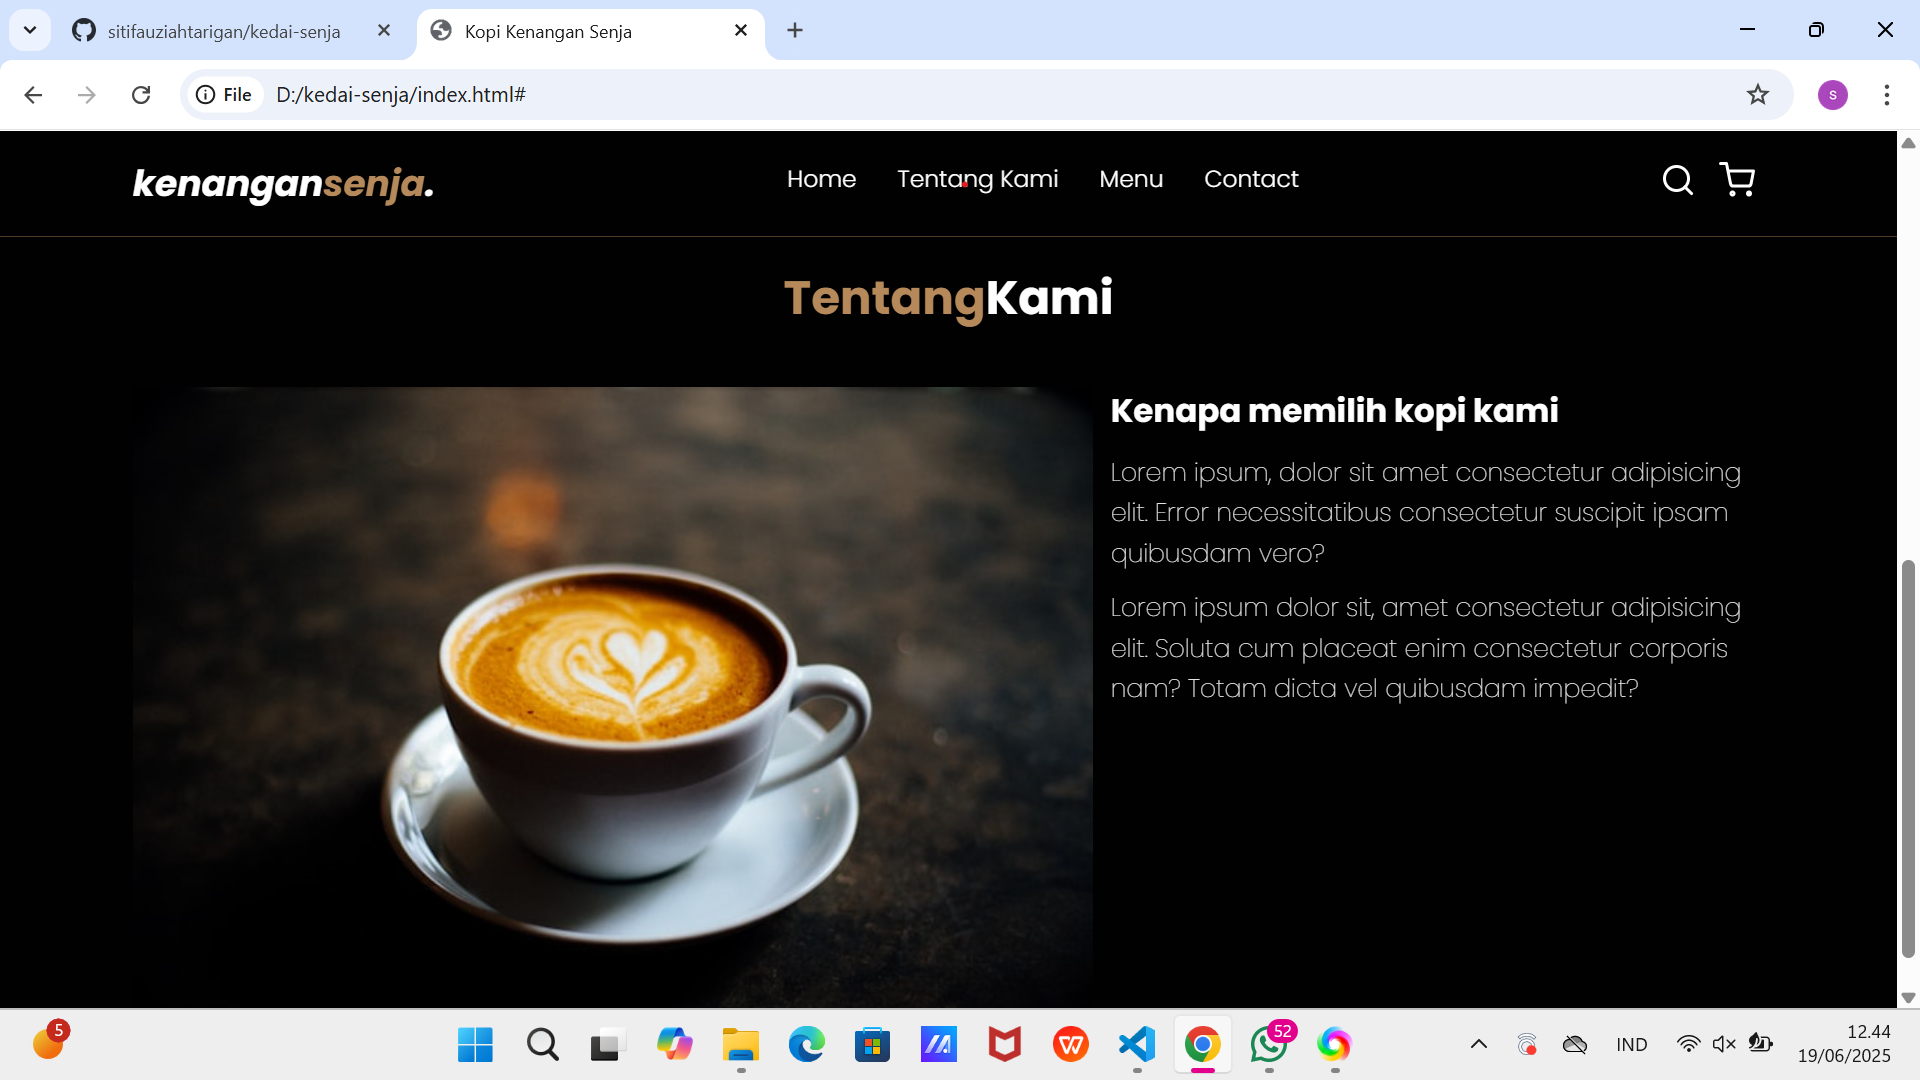 sitifauziahtarigan/kedai-senja
Kopi Kenangan Senja
File
D:/kedai-senja/index.html#
s
kenangansenja.
Home
Tentang Kami
Menu
Contact
TentangKami
Kenapa memilih kopi kami
Lorem ipsum, dolor sit amet consectetur adipisicing
elit. Error necessitatibus consectetur suscipit ipsam
quibusdam vero?
Lorem ipsum dolor sit, amet consectetur adipisicing
elit. Soluta cum placeat enim consectetur corporis
nam? Totam dicta vel quibusdam impedit?
5
52
IND
12.44
19/06/2025